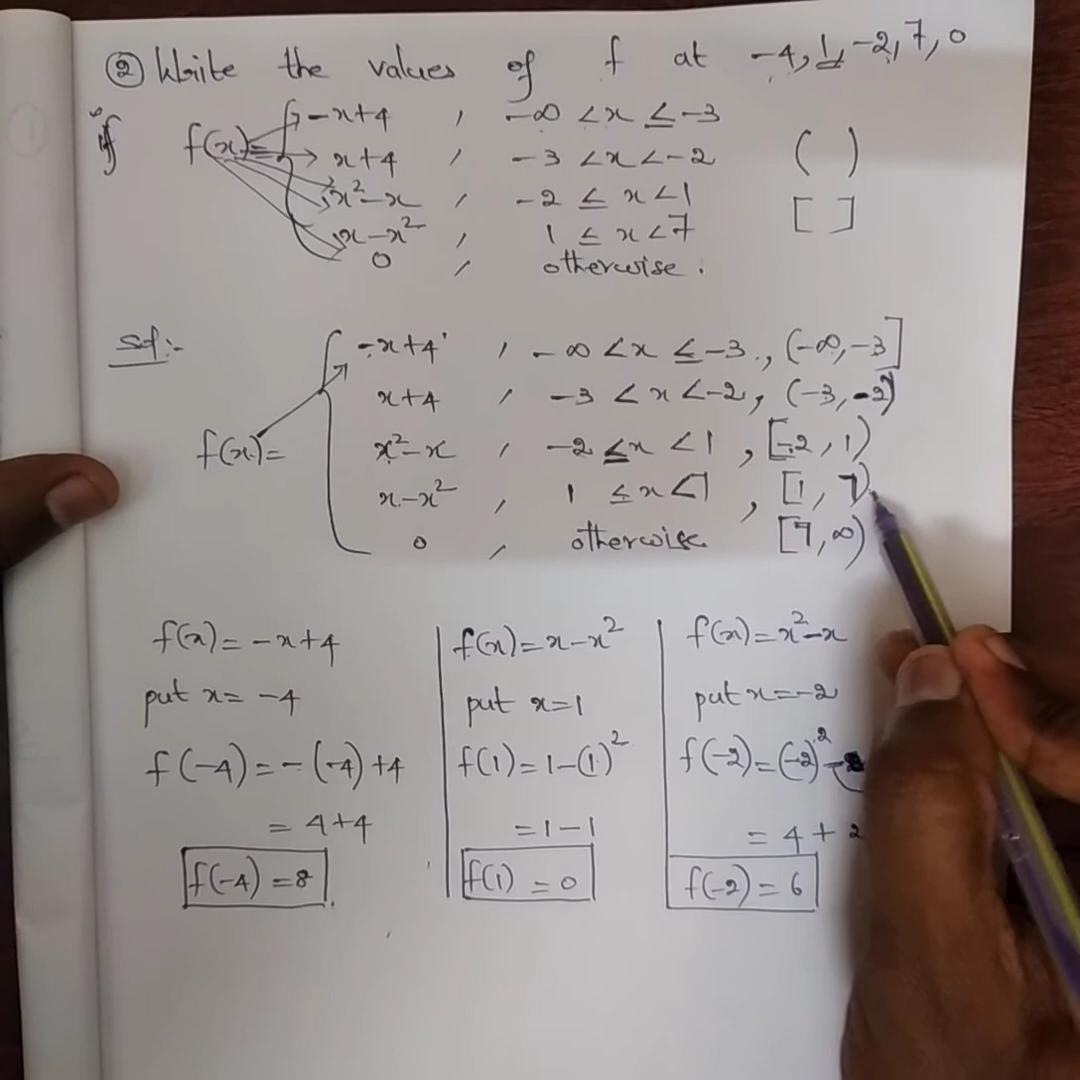 ② Write the values of f at -4, 1, -2, 7, 0
if f(x) = { -x+4 , -∞ < x ≤ -3
x+4 , -3 < x < -2 ( )
x²-x , -2 ≤ x < 1
x-x² , 1 ≤ x < 7 [ ]
0 , otherwise.
Sol:-
f(x) = { -x+4 , -∞ < x ≤ -3 , (-∞, -3]
x+4 , -3 < x < -2 , (-3, -2)
x²-x , -2 ≤ x < 1 , [-2, 1)
x-x² , 1 ≤ x < 7 , [1, 7)
0 , otherwise [7, ∞)
f(x) = -x+4
put x = -4
f(-4) = -(-4)+4
= 4+4
f(-4) = 8
f(x) = x-x²
put x=1
f(1) = 1-(1)²
= 1-1
f(1) = 0
f(x) = x²-x
put x=-2
f(-2) = (-2)²-
= 4+2
f(-2) = 6